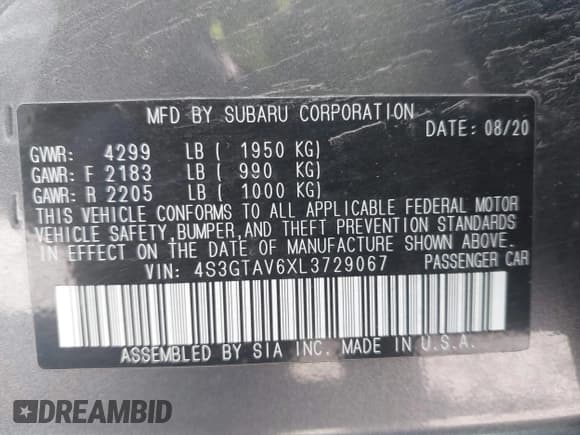 MFD BY SUBARU CORPORATION
DATE: 08/20
GVWR: 4299 LB ( 1950 KG)
GAWR: F 2183 LB ( 990 KG)
GAWR: R 2205 LB ( 1000 KG)
THIS VEHICLE CONFORMS TO ALL APPLICABLE FEDERAL MOTOR
VEHICLE SAFETY,BUMPER,AND THEFT PREVENTION STANDARDS
IN EFFECT ON THE DATE OF MANUFACTURE SHOWN ABOVE.
VIN: 4S3GTAV6XL3729067 PASSENGER CAR
ASSEMBLED BY SIA INC. MADE IN U.S.A.
DREAMBID